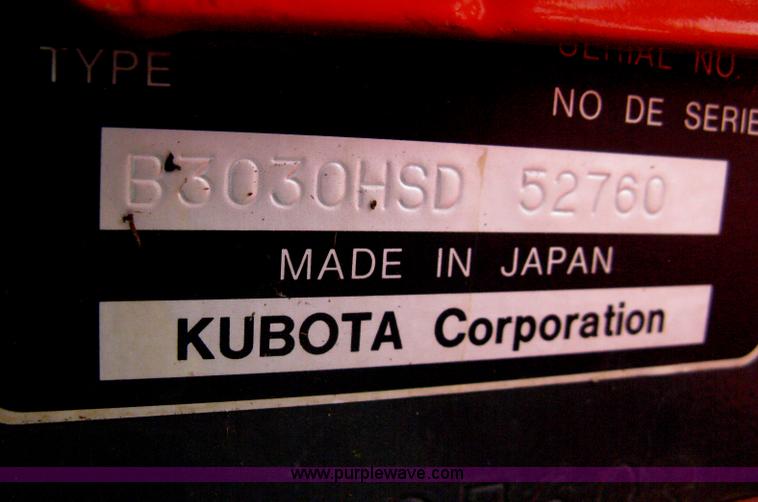 TYPE SERIAL NO.
NO DE SERIE
B3030HSD 52760
MADE IN JAPAN
KUBOTA Corporation
www.purplewave.com